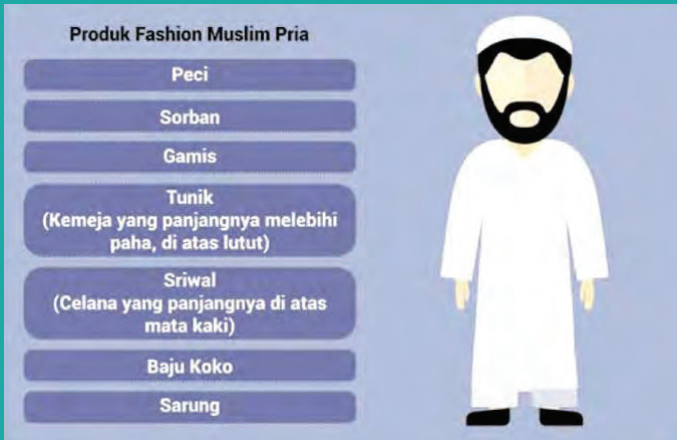 Produk Fashion Muslim Pria
Peci
Sorban
Gamis
Tunik
(Kemeja yang panjangnya melebihi
paha, di atas lutut)
Sriwal
(Celana yang panjangnya di atas
mata kaki)
Baju Koko
Sarung